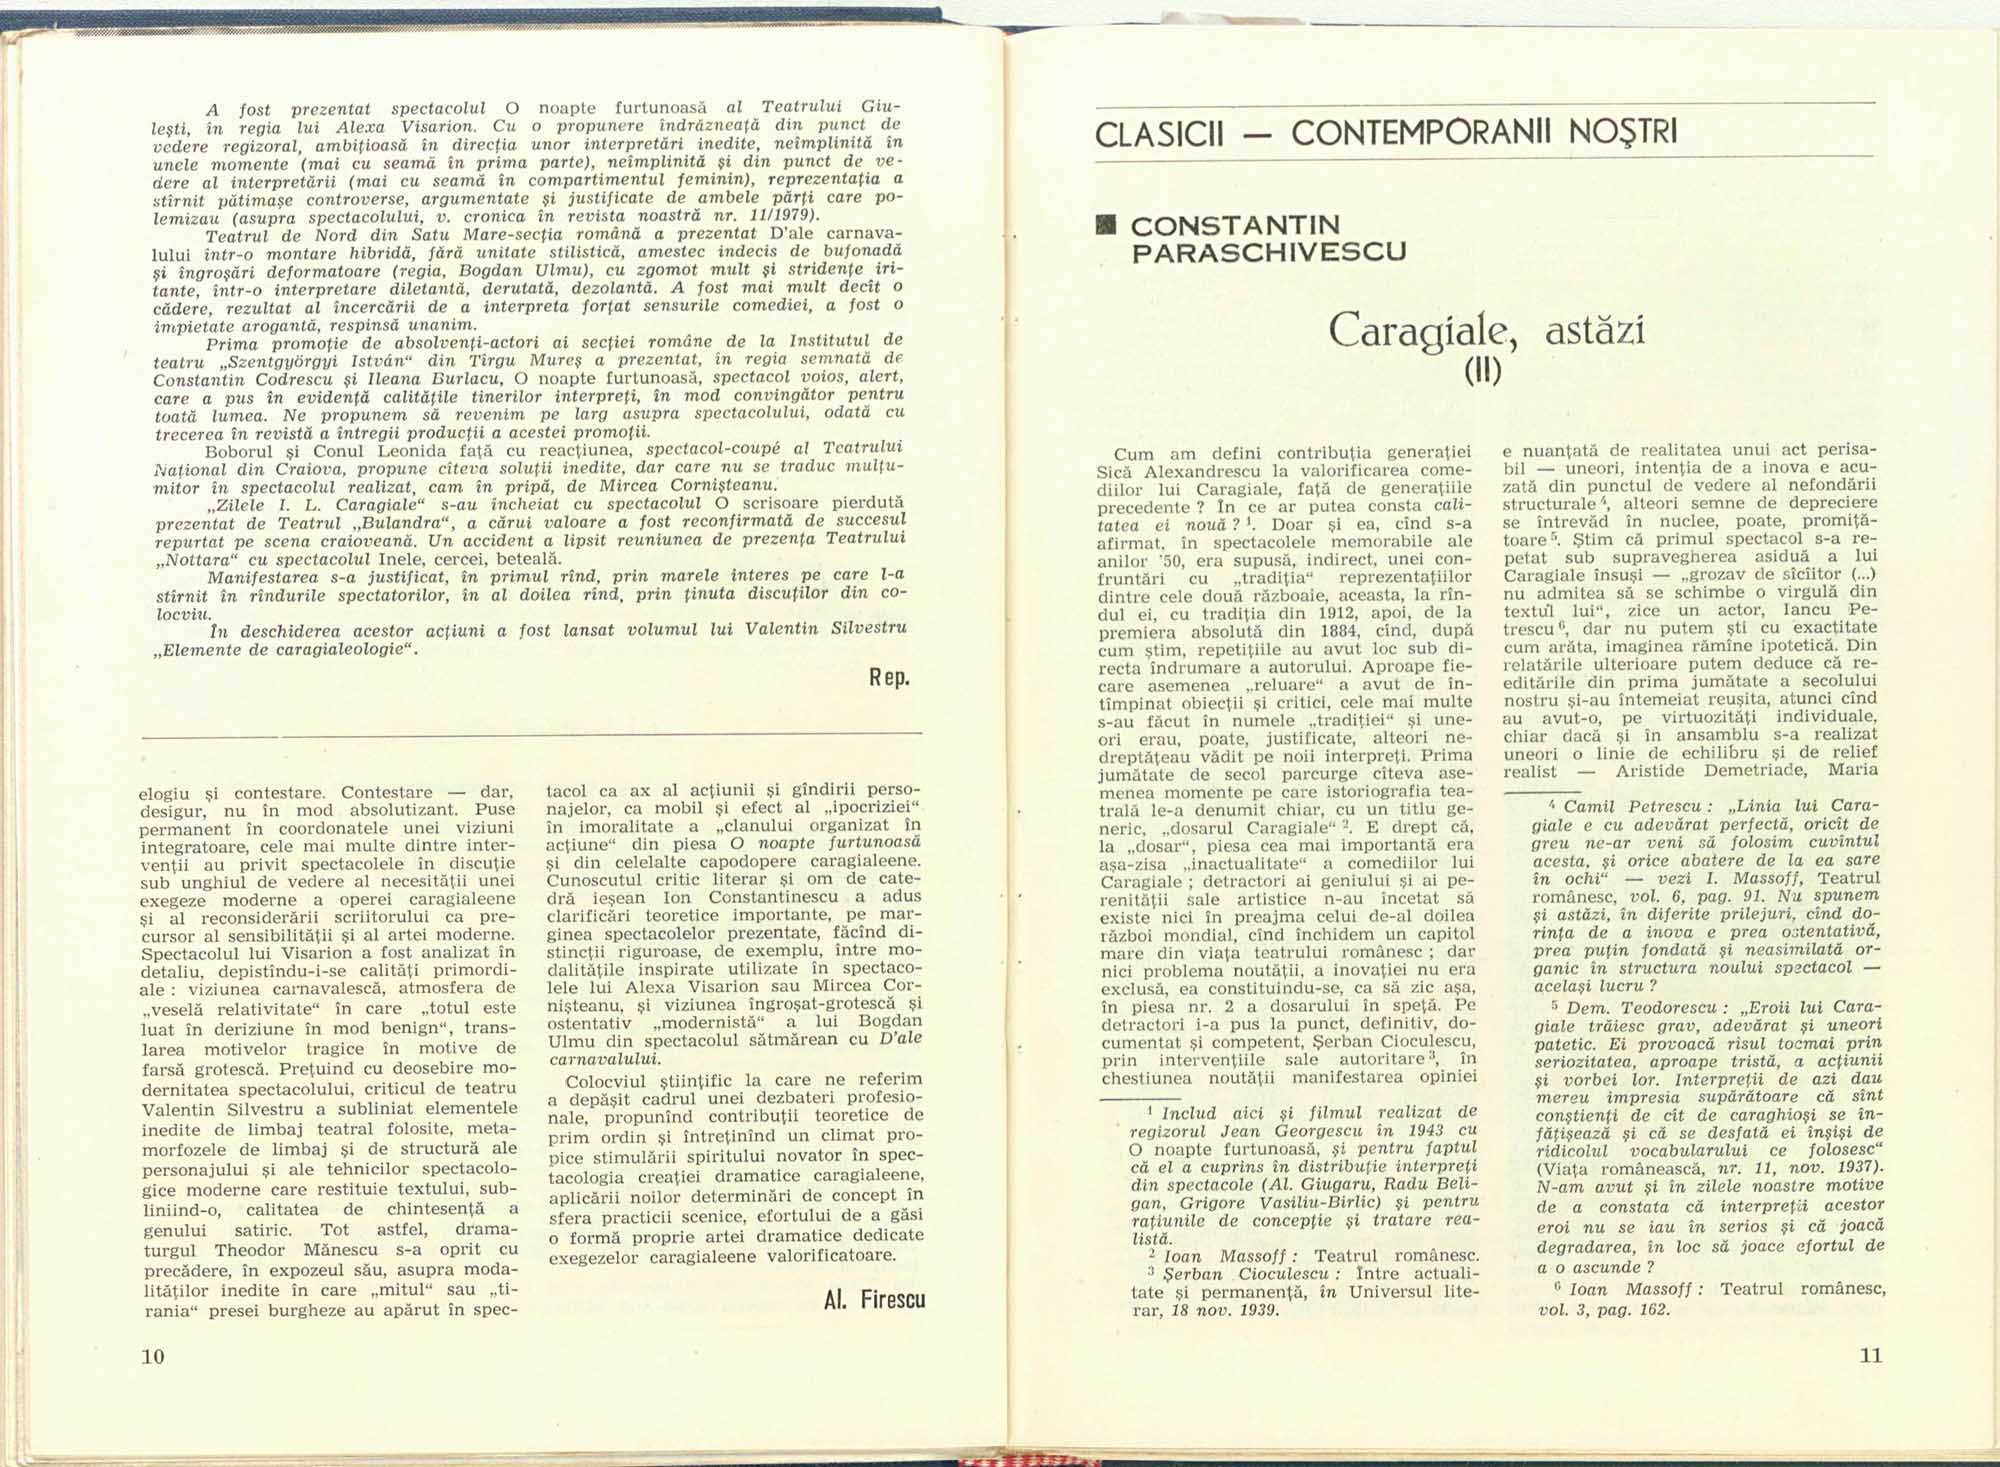 A fost prezentat spectacolul O noapte furtunoasă al Teatrului Giu-
lești, în regia lui Alexa Visarion. Cu o propunere îndrăzneață din punct de
vedere regizoral, ambițioasă în direcția unor interpretări inedite, neîmplinită în
unele momente (mai cu seamă în prima parte), neîmplinită și din punct de ve-
dere al interpretării (mai cu seamă în compartimentul feminin), reprezentația a
stîrnit pătimașe controverse, argumentate și justificate de ambele părți care po-
lemizau (asupra spectacolului, v. cronica în revista noastră nr. 11/1979).
Teatrul de Nord din Satu Mare-secția română a prezentat D'ale carnava-
lului într-o montare hibridă, fără unitate stilistică, amestec indecis de bufonadă
și îngroșări deformatoare (regia, Bogdan Ulmu), cu zgomot mult și stridențe iri-
tante, într-o interpretare diletantă, derutată, dezolantă. A fost mai mult decît o
cădere, rezultat al încercării de a interpreta forțat sensurile comediei, a fost o
impietate arogantă, respinsă unanim.
Prima promoție de absolvenți-actori ai secției române de la Institutul de
teatru „Szentgyörgyi István“ din Tîrgu Mureș a prezentat, în regia semnată de
Constantin Codrescu și Ileana Burlacu, O noapte furtunoasă, spectacol voios, alert,
care a pus în evidență calitățile tinerilor interpreți, în mod convingător pentru
toată lumea. Ne propunem să revenim pe larg asupra spectacolului, odată cu
trecerea în revistă a întregii producții a acestei promoții.
Boborul și Conul Leonida față cu reacțiunea, spectacol-coupé al Teatrului
Național din Craiova, propune cîteva soluții inedite, dar care nu se traduc mulțu-
mitor în spectacolul realizat, cam în pripă, de Mircea Cornișteanu.
„Zilele I. L. Caragiale“ s-au încheiat cu spectacolul O scrisoare pierdută
prezentat de Teatrul „Bulandra“, a cărui valoare a fost reconfirmată de succesul
repurtat pe scena craioveană. Un accident a lipsit reuniunea de prezența Teatrului
„Nottara“ cu spectacolul Inele, cercei, beteală.
Manifestarea s-a justificat, în primul rînd, prin marele interes pe care l-a
stîrnit în rîndurile spectatorilor, în al doilea rînd, prin ținuta discuțiilor din co-
locviu.
În deschiderea acestor acțiuni a fost lansat volumul lui Valentin Silvestru
„Elemente de caragialeologie“.
Rep.
elogiu și contestare. Contestare — dar,
desigur, nu în mod absolutizant. Puse
permanent în coordonatele unei viziuni
integratoare, cele mai multe dintre inter-
venții au privit spectacolele în discuție
sub unghiul de vedere al necesității unei
exegeze moderne a operei caragialeene
și al reconsiderării scriitorului ca pre-
cursor al sensibilității și al artei moderne.
Spectacolul lui Visarion a fost analizat în
detaliu, depistîndu-i-se calități primordi-
ale : viziunea carnavalescă, atmosfera de
„veselă relativitate“ în care „totul este
luat în deriziune în mod benign“, trans-
larea motivelor tragice în motive de
farsă grotescă. Prețuind cu deosebire mo-
dernitatea spectacolului, criticul de teatru
Valentin Silvestru a subliniat elementele
inedite de limbaj teatral folosite, meta-
morfozele de limbaj și de structură ale
personajului și ale tehnicilor spectacolo-
gice moderne care restituie textului, sub-
liniind-o, calitatea de chintesență a
genului satiric. Tot astfel, drama-
turgul Theodor Mănescu s-a oprit cu
precădere, în expozeul său, asupra moda-
lităților inedite în care „mitul“ sau „ti-
rania“ presei burgheze au apărut în spec-
tacol ca ax al acțiunii și gîndirii perso-
najelor, ca mobil și efect al „ipocriziei“
în imoralitate a „clanului organizat în
acțiune“ din piesa O noapte furtunoasă
și din celelalte capodopere caragialeene.
Cunoscutul critic literar și om de cate-
dră ieșean Ion Constantinescu a adus
clarificări teoretice importante, pe mar-
ginea spectacolelor prezentate, făcînd di-
stincții riguroase, de exemplu, între mo-
dalitățile inspirate utilizate în spectaco-
lele lui Alexa Visarion sau Mircea Cor-
nișteanu, și viziunea îngroșat-grotescă și
ostentativ „modernistă“ a lui Bogdan
Ulmu din spectacolul sătmărean cu D'ale
carnavalului.
Colocviul științific la care ne referim
a depășit cadrul unei dezbateri profesio-
nale, propunînd contribuții teoretice de
prim ordin și întreținînd un climat pro-
pice stimulării spiritului novator în spec-
tacologia creației dramatice caragialeene,
aplicării noilor determinări de concept în
sfera practicii scenice, efortului de a găsi
o formă proprie artei dramatice dedicate
exegezelor caragialeene valorificatoare.
Al. Firescu
10
CLASICII — CONTEMPORANII NOȘTRI
■ CONSTANTIN
PARASCHIVESCU
Caragiale, astăzi
(II)
Cum am defini contribuția generației
Sică Alexandrescu la valorificarea come-
diilor lui Caragiale, față de generațiile
precedente ? În ce ar putea consta cali-
tatea ei nouă ? ¹. Doar și ea, cînd s-a
afirmat, în spectacolele memorabile ale
anilor '50, era supusă, indirect, unei con-
fruntări cu „tradiția“ reprezentațiilor
dintre cele două războaie, aceasta, la rîn-
dul ei, cu tradiția din 1912, apoi, de la
premiera absolută din 1884, cînd, după
cum știm, repetițiile au avut loc sub di-
recta îndrumare a autorului. Aproape fie-
care asemenea „reluare“ a avut de în-
tîmpinat obiecții și critici, cele mai multe
s-au făcut în numele „tradiției“ și une-
ori erau, poate, justificate, alteori ne-
dreptățeau vădit pe noii interpreți. Prima
jumătate de secol parcurge cîteva ase-
menea momente pe care istoriografia tea-
trală le-a denumit chiar, cu un titlu ge-
neric, „dosarul Caragiale“ ². E drept că,
la „dosar“, piesa cea mai importantă era
așa-zisa „inactualitate“ a comediilor lui
Caragiale ; detractori ai geniului și ai pe-
renității sale artistice n-au încetat să
existe nici în preajma celui de-al doilea
război mondial, cînd închidem un capitol
mare din viața teatrului românesc ; dar
nici problema noutății, a inovației nu era
exclusă, ea constituindu-se, ca să zic așa,
în piesa nr. 2 a dosarului în speță. Pe
detractori i-a pus la punct, definitiv, do-
cumentat și competent, Șerban Cioculescu,
prin intervențiile sale autoritare ³, în
chestiunea noutății manifestarea opiniei
¹ Includ aici și filmul realizat de
regizorul Jean Georgescu în 1943 cu
O noapte furtunoasă, și pentru faptul
că el a cuprins în distribuție interpreți
din spectacole (Al. Giugaru, Radu Beli-
gan, Grigore Vasiliu-Birlic) și pentru
rațiunile de concepție și tratare rea-
listă.
² Ioan Massoff : Teatrul românesc.
³ Șerban Cioculescu : Între actuali-
tate și permanență, în Universul lite-
rar, 18 nov. 1939.
e nuanțată de realitatea unui act perisa-
bil — uneori, intenția de a inova e acu-
zată din punctul de vedere al nefondării
structurale ⁴, alteori semne de depreciere
se întrevăd în nuclee, poate, promiță-
toare ⁵. Știm că primul spectacol s-a re-
petat sub supravegherea asiduă a lui
Caragiale însuși — „grozav de sîcîitor (...)
nu admitea să se schimbe o virgulă din
textul lui“, zice un actor, Iancu Pe-
trescu ⁶, dar nu putem ști cu exactitate
cum arăta, imaginea rămîne ipotetică. Din
relatările ulterioare putem deduce că re-
editările din prima jumătate a secolului
nostru și-au întemeiat reușita, atunci cînd
au avut-o, pe virtuozități individuale,
chiar dacă și în ansamblu s-a realizat
uneori o linie de echilibru și de relief
realist — Aristide Demetriade, Maria
⁴ Camil Petrescu : „Linia lui Cara-
giale e cu adevărat perfectă, oricît de
greu ne-ar veni să folosim cuvîntul
acesta, și orice abatere de la ea sare
în ochi“ — vezi I. Massoff, Teatrul
românesc, vol. 6, pag. 91. Nu spunem
și astăzi, în diferite prilejuri, cînd do-
rința de a inova e prea ostentativă,
prea puțin fondată și neasimilată or-
ganic în structura noului spectacol —
același lucru ?
⁵ Dem. Teodorescu : „Eroii lui Cara-
giale trăiesc grav, adevărat și uneori
patetic. Ei provoacă rîsul tocmai prin
seriozitatea, aproape tristă, a acțiunii
și vorbei lor. Interpreții de azi dau
mereu impresia supărătoare că sînt
conștienți de cît de caraghioși se în-
fățișează și că se desfată ei înșiși de
ridicolul vocabularului ce folosesc“
(Viața românească, nr. 11, nov. 1937).
N-am avut și în zilele noastre motive
de a constata că interpreții acestor
eroi nu se iau în serios și că joacă
degradarea, în loc să joace efortul de
a o ascunde ?
⁶ Ioan Massoff : Teatrul românesc,
vol. 3, pag. 162.
11